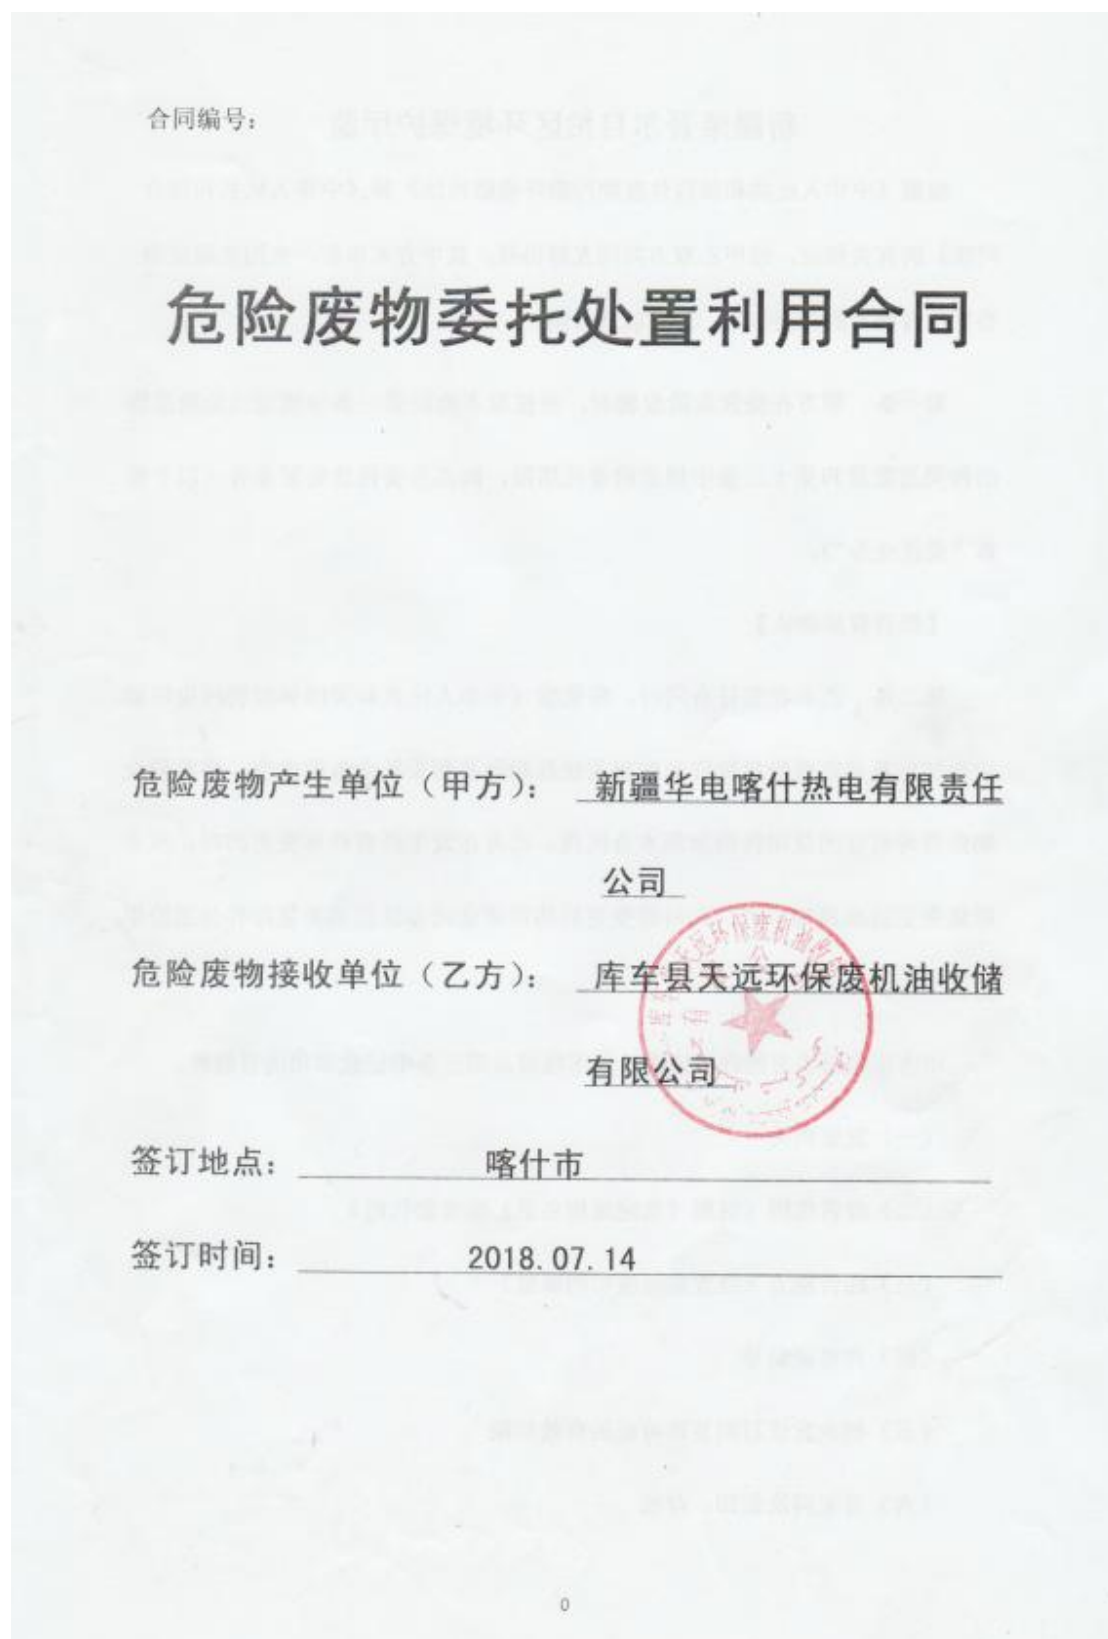 合同编号：
危险废物委托处置利用合同
危险废物产生单位（甲方）： 新疆华电喀什热电有限责任
公司
危险废物接收单位（乙方）： 库车县天远环保废机油收储
有限公司
签订地点： 喀什市
签订时间： 2018.07.14
0